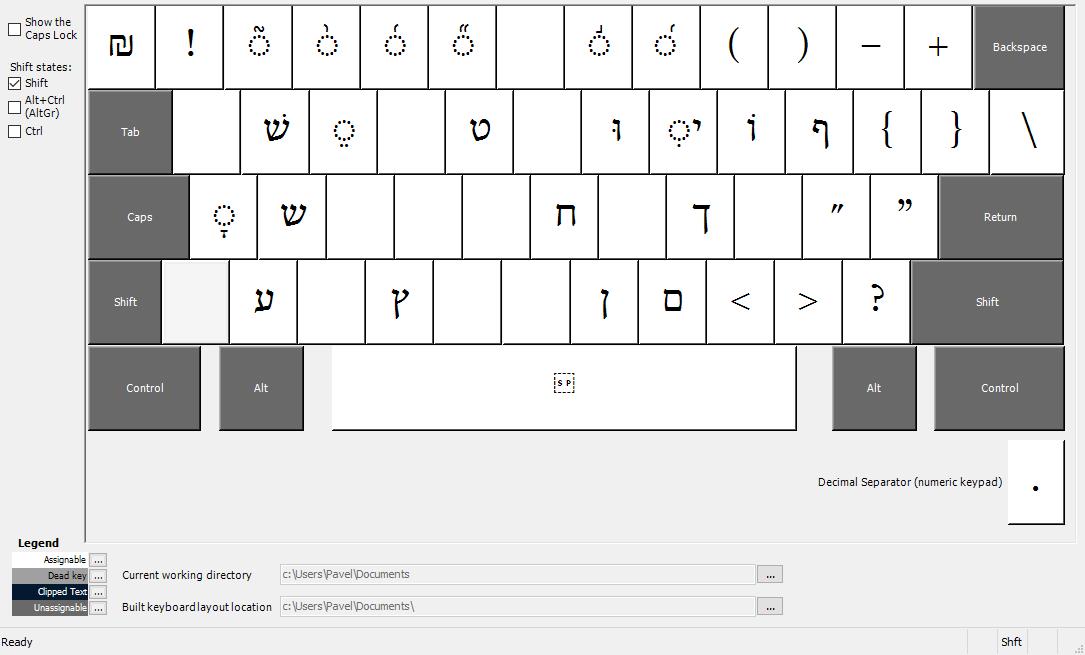 Show the
Caps Lock
Shift states:
Shift
Alt+Ctrl
(AltGr)
Ctrl
₪ ! ( ) − + Backspace
Tab שׁ ט וּ וֹ ף { } \
Caps ש ח ך ״ ” Return
Shift ע ץ ן ם < > ? Shift
Control Alt SP Alt Control
Decimal Separator (numeric keypad) .
Legend
Assignable ...
Dead key ...
Clipped Text ...
Unassignable ...
Current working directory c:\Users\Pavel\Documents ...
Built keyboard layout location c:\Users\Pavel\Documents\ ...
Ready Shft